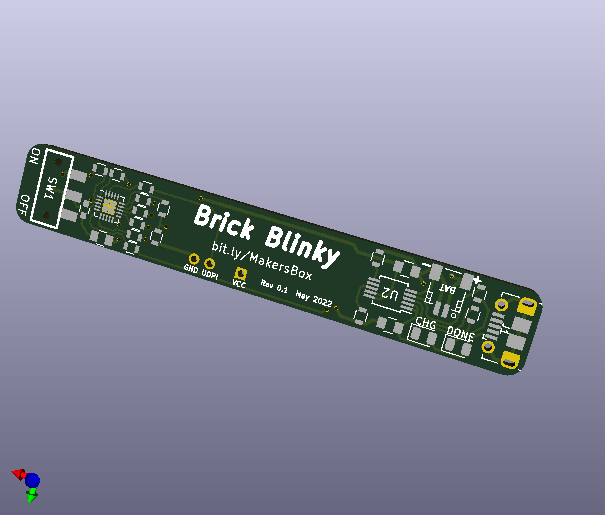 ON
SW1
OFF
Brick Blinky
bit.ly/MakersBox
GND UDPI
VCC
Rev 0.1 May 2022
U2
BAT
+
CHG
DONE